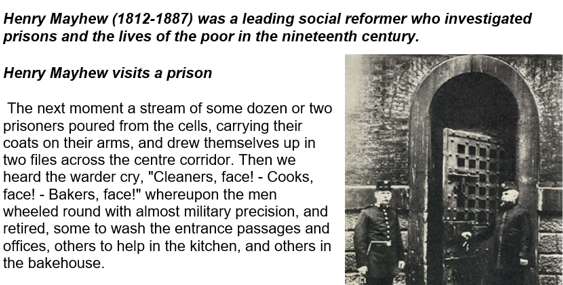 Henry Mayhew (1812-1887) was a leading social reformer who investigated
prisons and the lives of the poor in the nineteenth century.
Henry Mayhew visits a prison
The next moment a stream of some dozen or two
prisoners poured from the cells, carrying their
coats on their arms, and drew themselves up in
two files across the centre corridor. Then we
heard the warder cry, "Cleaners, face! - Cooks,
face! - Bakers, face!" whereupon the men
wheeled round with almost military precision, and
retired, some to wash the entrance passages and
offices, others to help in the kitchen, and others in
the bakehouse.